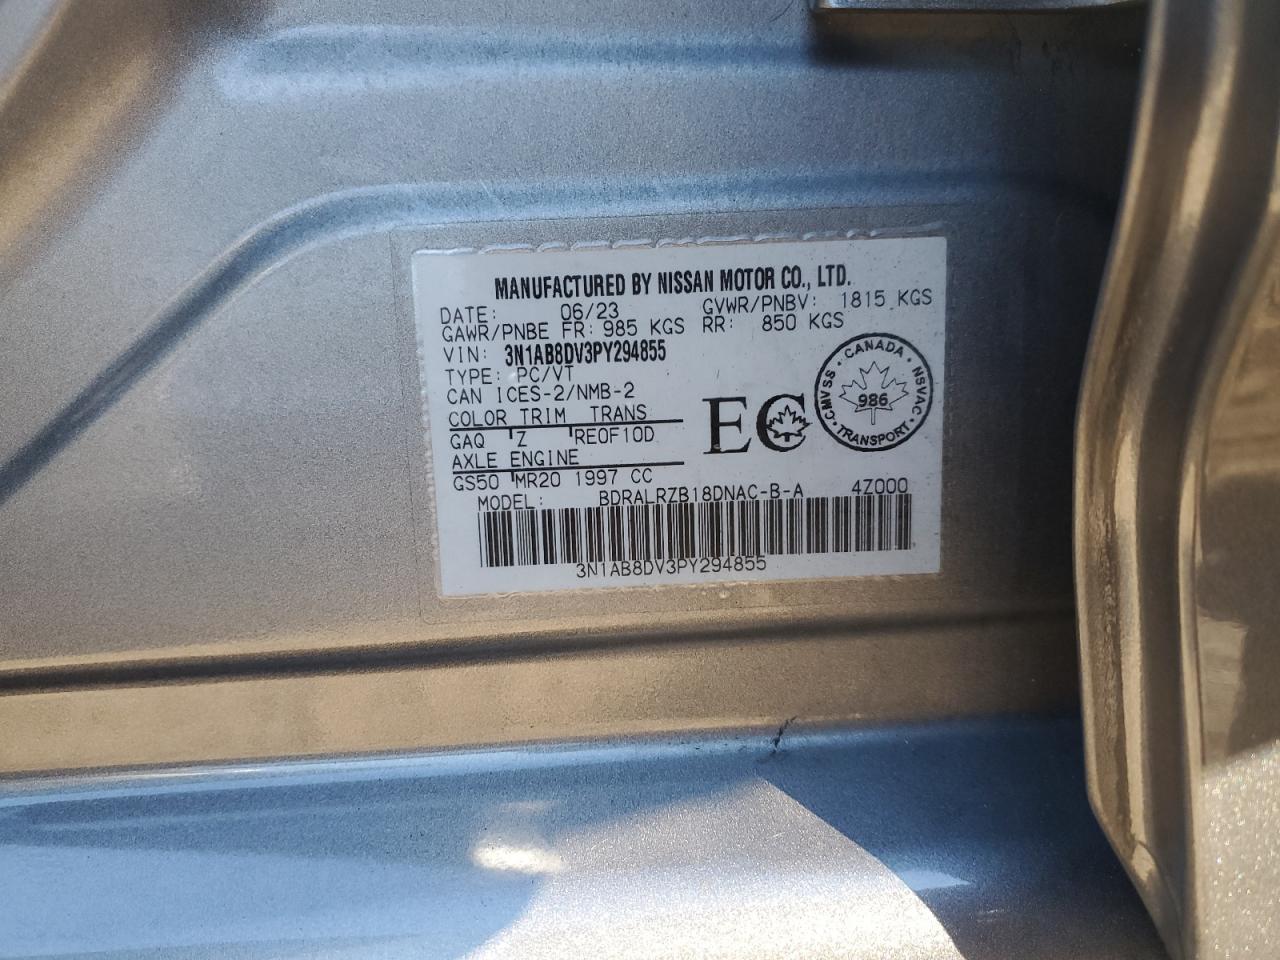 MANUFACTURED BY NISSAN MOTOR CO., LTD.
DATE: 06/23 GVWR/PNBV: 1815 KGS
GAWR/PNBE FR: 985 KGS RR: 850 KGS
VIN: 3N1AB8DV3PY294855
TYPE: PC/VT
CAN ICES-2/NMB-2
COLOR TRIM TRANS
GAQ Z RE0F10D
AXLE ENGINE
GS50 MR20 1997 CC
EC
CANADA · NSVAC · TRANSPORT · CMVSS
986
MODEL: BDRALRZB18DNAC-B-A 4Z000
3N1AB8DV3PY294855